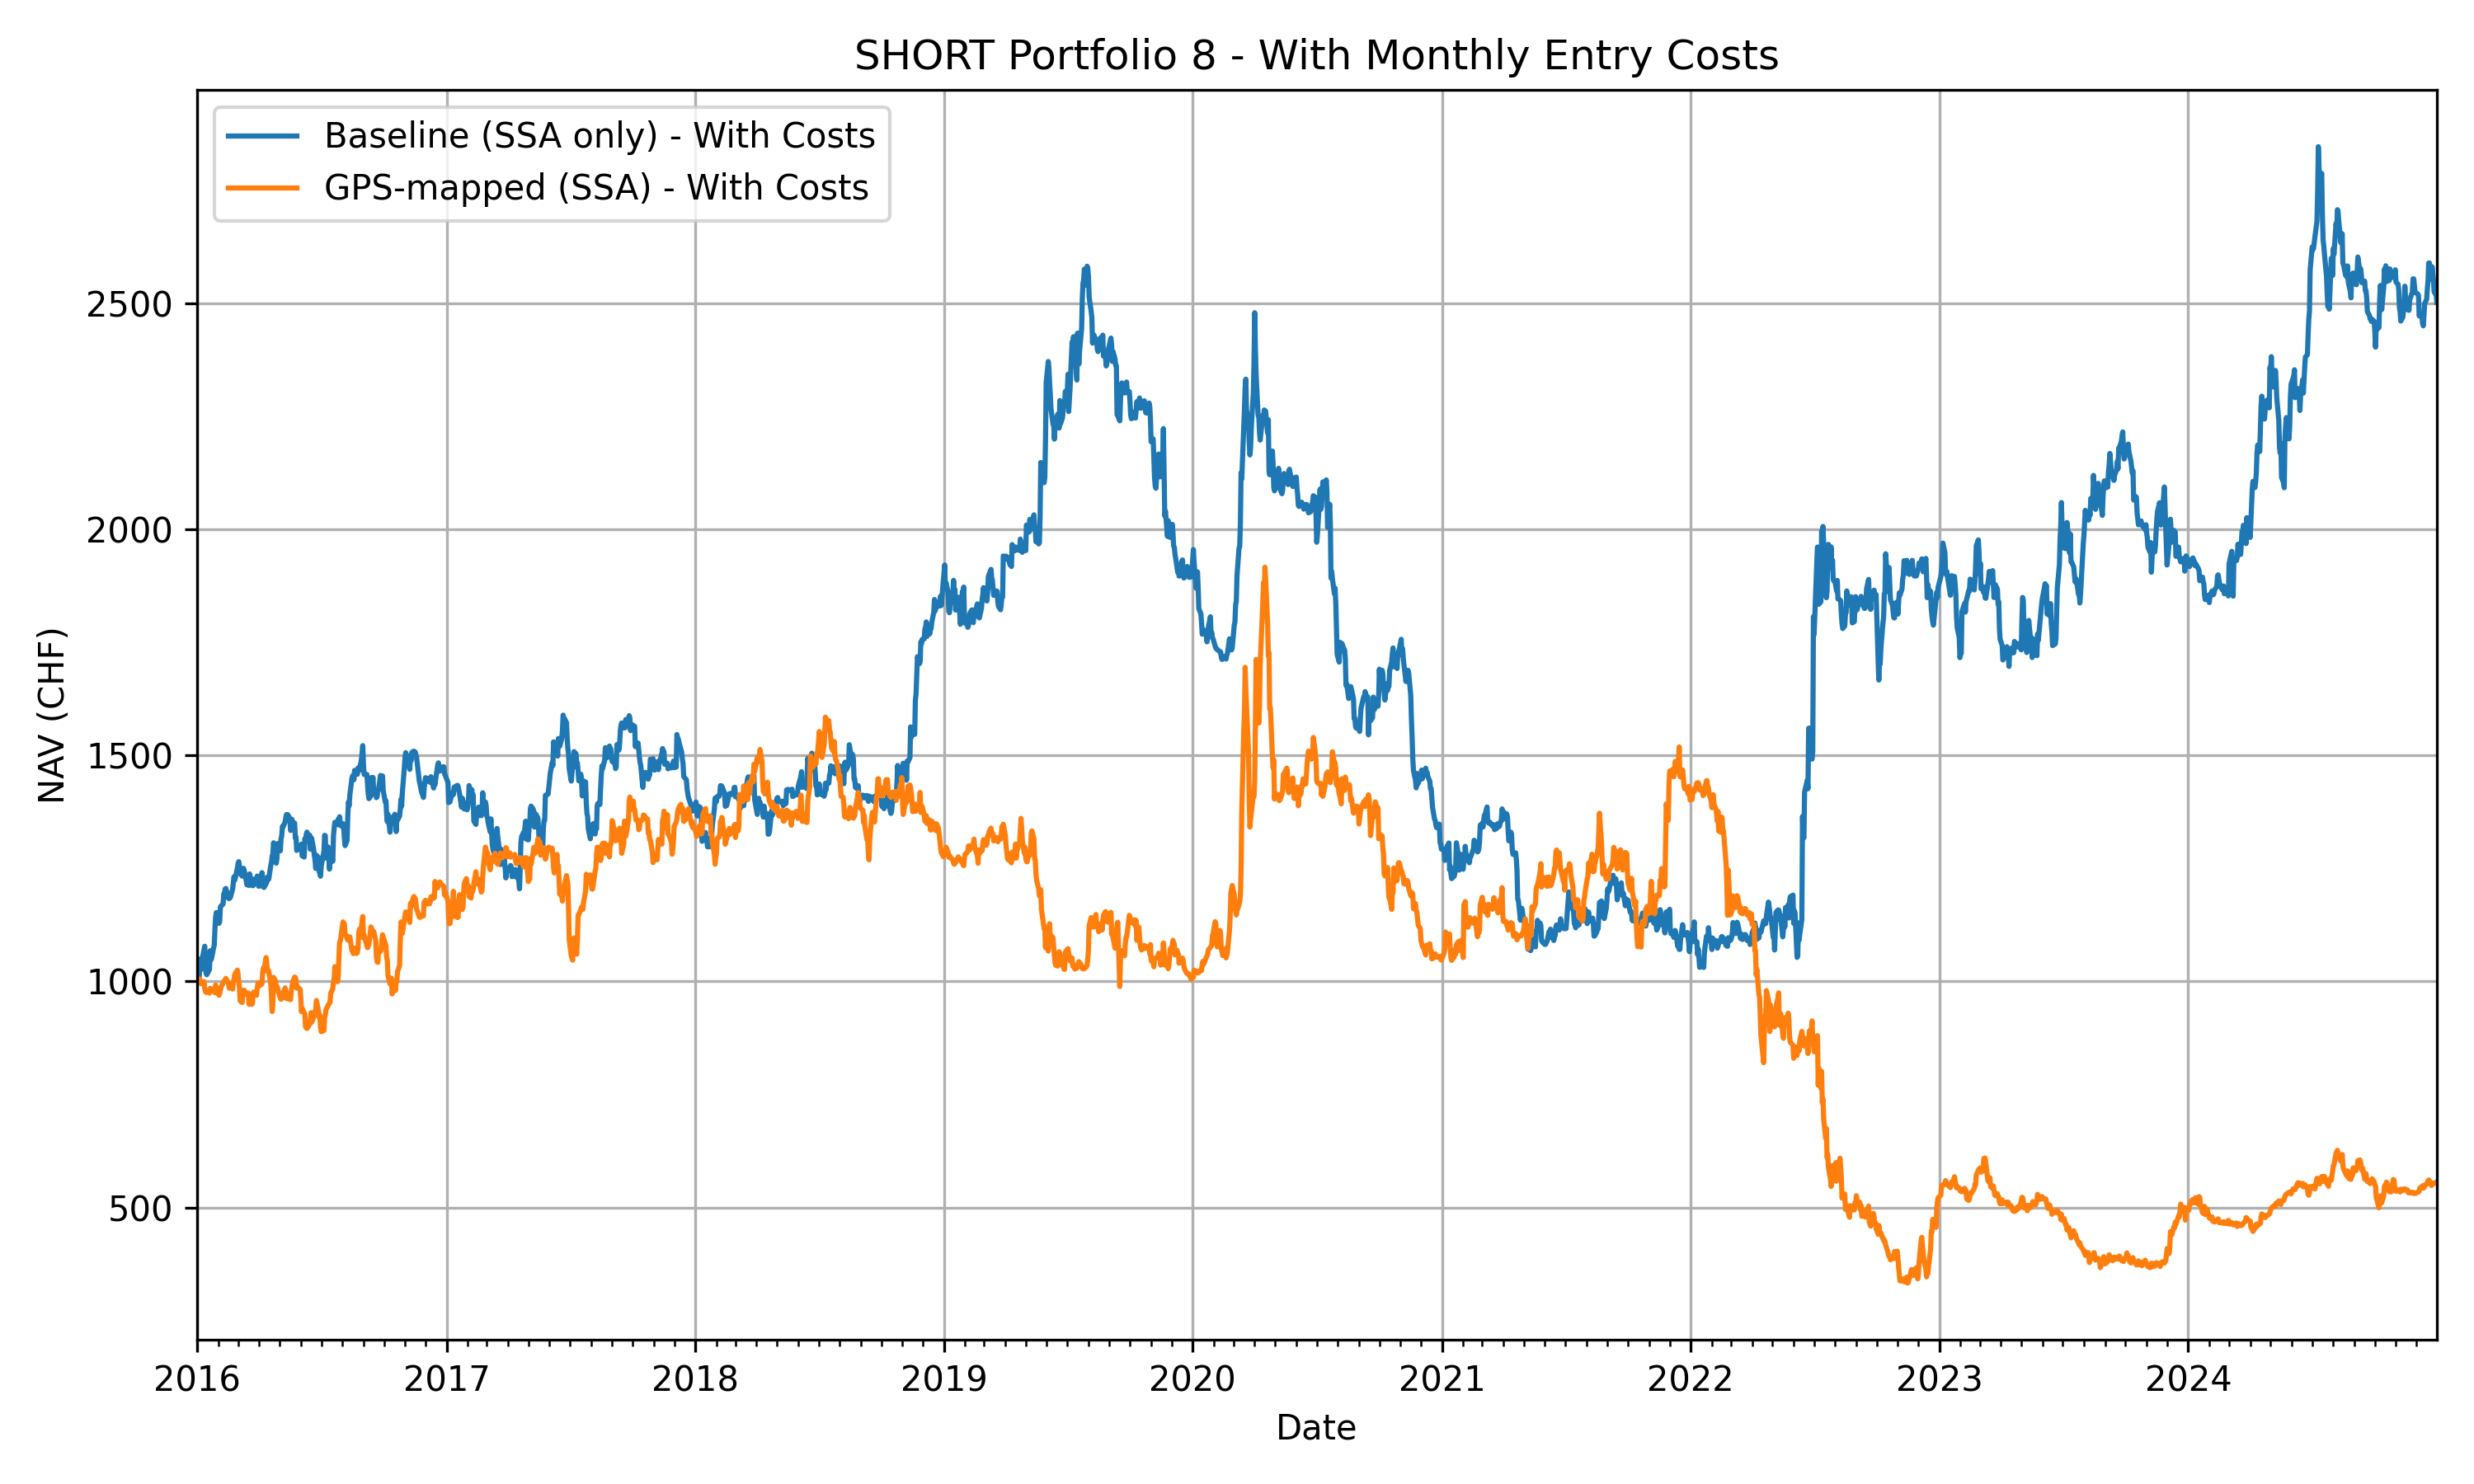 SHORT Portfolio 8 - With Monthly Entry Costs
Baseline (SSA only) - With Costs
GPS-mapped (SSA) - With Costs
NAV (CHF)
2500
2000
1500
1000
500
2016 2017 2018 2019 2020 2021 2022 2023 2024
Date